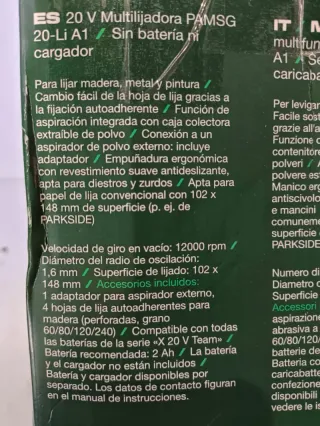 ES 20 V Multilijadora PAMSG
20-Li A1 / Sin batería ni
cargador
Para lijar madera, metal y pintura /
Cambio fácil de la hoja de lija gracias a
la fijación autoadherente / Función de
aspiración integrada con caja colectora
extraíble de polvo / Conexión a un
aspirador de polvo externo: incluye
adaptador / Empuñadura ergonómica
con revestimiento suave antideslizante,
apta para diestros y zurdos / Apta para
papel de lija convencional con 102 x
148 mm de superficie (p. ej. de
PARKSIDE)
Velocidad de giro en vacío: 12000 rpm /
Diámetro del radio de oscilación:
1,6 mm / Superficie de lijado: 102 x
148 mm / Accesorios incluidos:
1 adaptador para aspirador externo,
4 hojas de lija autoadherentes para
madera (perforadas, grano
60/80/120/240) / Compatible con todas
las baterías de la serie «X 20 V Team» /
Batería recomendada: 2 Ah / La batería
y el cargador no están incluidos /
Batería y cargador disponibles por
separado. Los datos de contacto figuran
en el manual de instrucciones.
IT M
multifun
A1 / Se
caricaba
Per levigar
Facile sost
grazie all'a
Funzione d
contenitore
polveri / A
polvere est
Manico erg
antiscivolo
e mancini
comuneme
superficie
PARKSIDE
Numero di
Diametro c
Superficie
Accessori
aspirazione
abrasiva a
60/80/120/
batterie de
Batteria co
caricabatte
confezione
disponibili
vedere le is